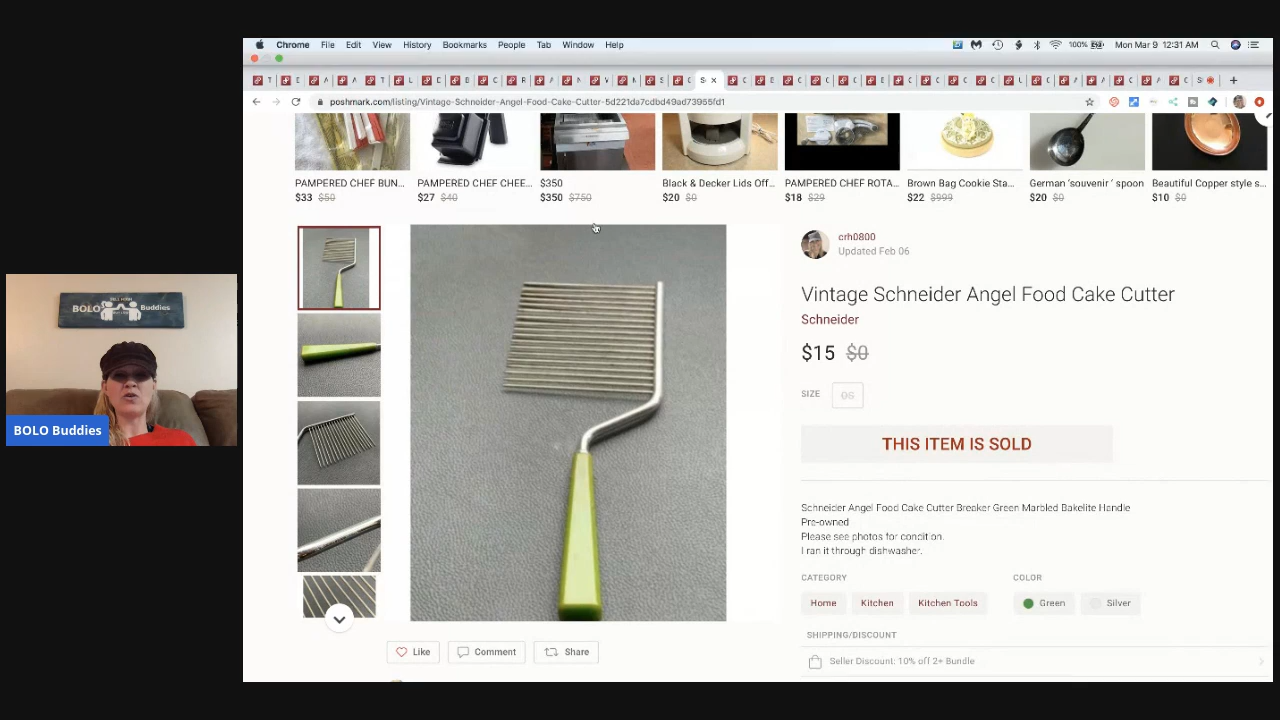 Chrome File Edit View History Bookmarks People Tab Window Help
100% Mon Mar 9 12:31 AM
poshmark.com/listing/Vintage-Schneider-Angel-Food-Cake-Cutter-5d221da7cdbd49ad73955fd1
PAMPERED CHEF BUN... PAMPERED CHEF CHEE... $350 Black & Decker Lids Off... PAMPERED CHEF ROTA... Brown Bag Cookie Sta... German 'souvenir' spoon Beautiful Copper style s...
$33 $50 $27 $40 $350 $750 $20 $0 $18 $29 $22 $999 $20 $0 $10 $0
crh0800
Updated Feb 06
Vintage Schneider Angel Food Cake Cutter
Schneider
$15 $0
SIZE OS
BOLO Buddies
BOLO Buddies
THIS ITEM IS SOLD
Schneider Angel Food Cake Cutter Breaker Green Marbled Bakelite Handle
Pre-owned
Please see photos for condition.
I ran it through dishwasher.
CATEGORY COLOR
Home Kitchen Kitchen Tools Green Silver
SHIPPING/DISCOUNT
Like Comment Share
Seller Discount: 10% off 2+ Bundle